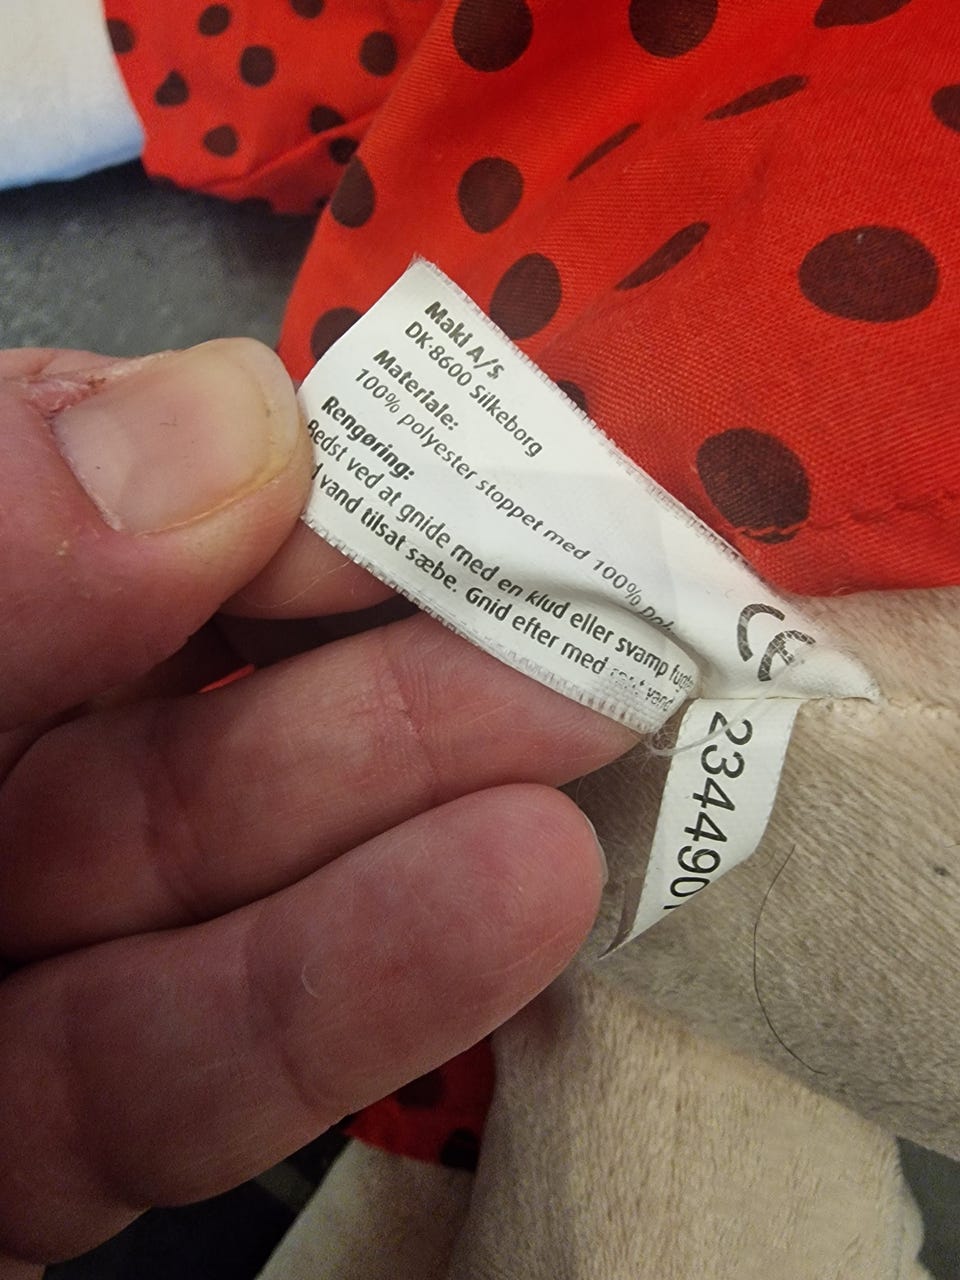 Maki A/S
DK-8600 Silkeborg
Materiale:
100% polyester stoppet med 100%
Rengøring:
Bedst ved at gnide med en klud eller svamp
vand tilsat sæbe. Gnid efter med vand
CE
234490